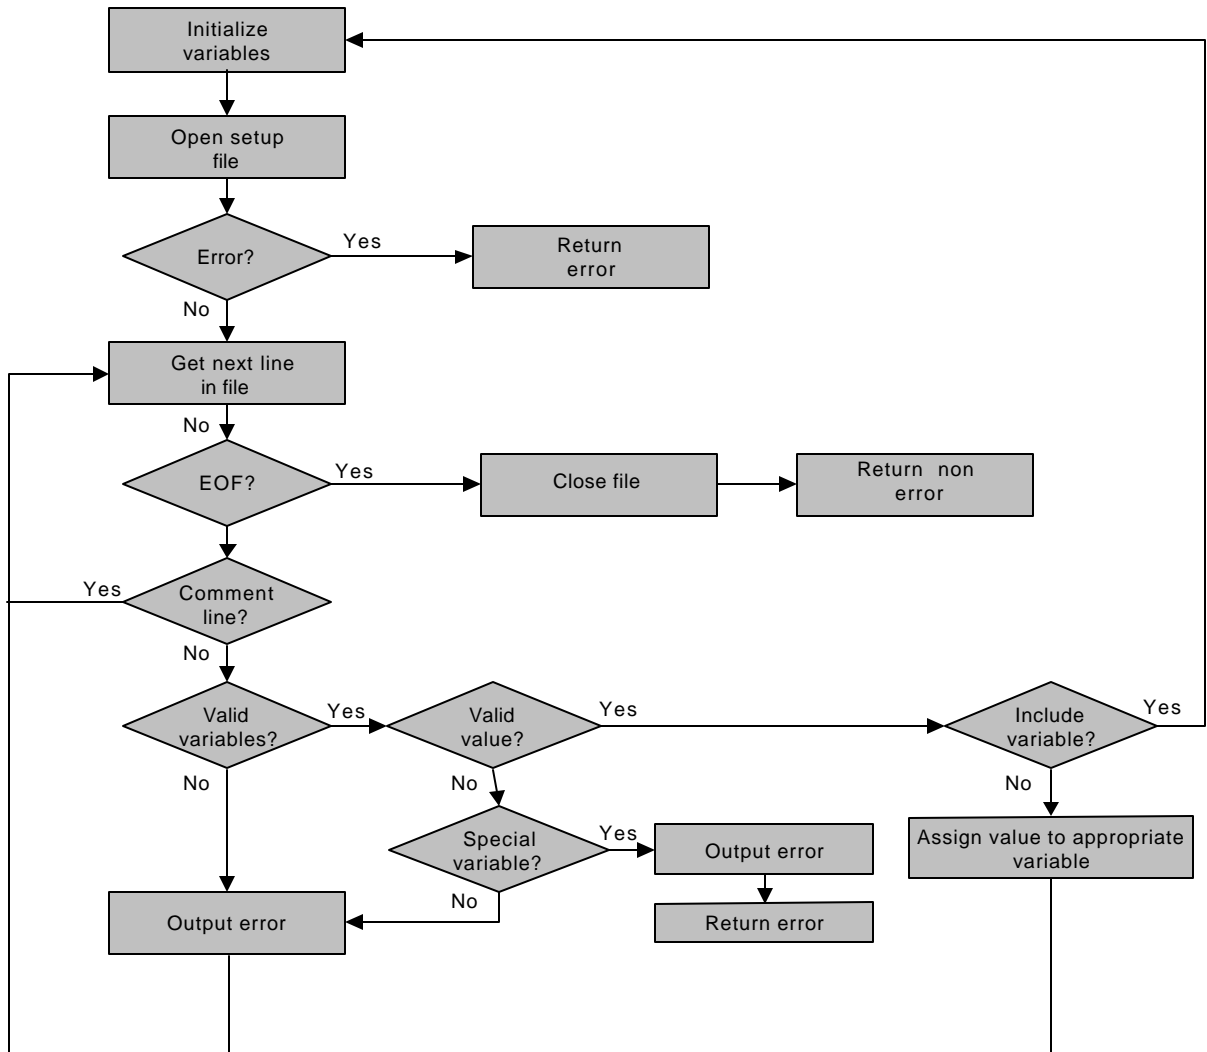 Initialize
variables
Open setup
file
Error?
Yes
Return
error
No
Get next line
in file
No
EOF?
Yes
Close file
Return non
error
Yes
Comment
line?
No
Valid
variables?
Yes
Valid
value?
Yes
Include
variable?
Yes
No
No
No
Special
variable?
Yes
Output error
Assign value to appropriate
variable
No
Output error
Return error